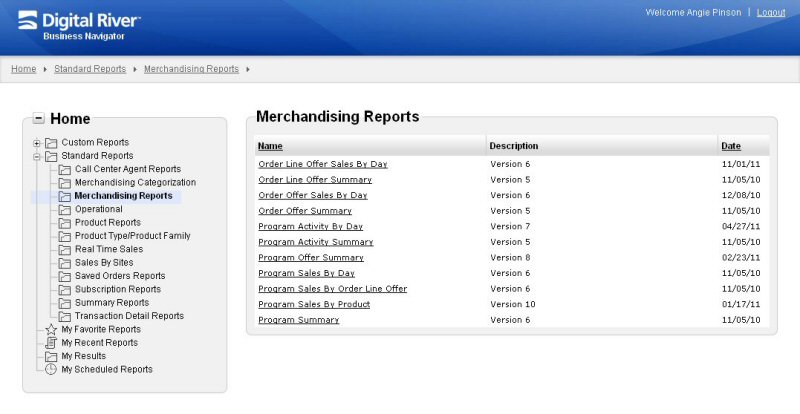 Digital River
Business Navigator
Welcome Angie Pinson | Logout
Home Standard Reports Merchandising Reports
Home
Custom Reports
Standard Reports
Call Center Agent Reports
Merchandising Categorization
Merchandising Reports
Operational
Product Reports
Product Type/Product Family
Real Time Sales
Sales By Sites
Saved Orders Reports
Subscription Reports
Summary Reports
Transaction Detail Reports
My Favorite Reports
My Recent Reports
My Results
My Scheduled Reports
Merchandising Reports
Name Description Date
Order Line Offer Sales By Day Version 6 11/01/11
Order Line Offer Summary Version 5 11/05/10
Order Offer Sales By Day Version 6 12/08/10
Order Offer Summary Version 5 11/05/10
Program Activity By Day Version 7 04/27/11
Program Activity Summary Version 5 11/05/10
Program Offer Summary Version 8 02/23/11
Program Sales By Day Version 6 11/05/10
Program Sales By Order Line Offer Version 6 11/05/10
Program Sales By Product Version 10 01/17/11
Program Summary Version 6 11/05/10